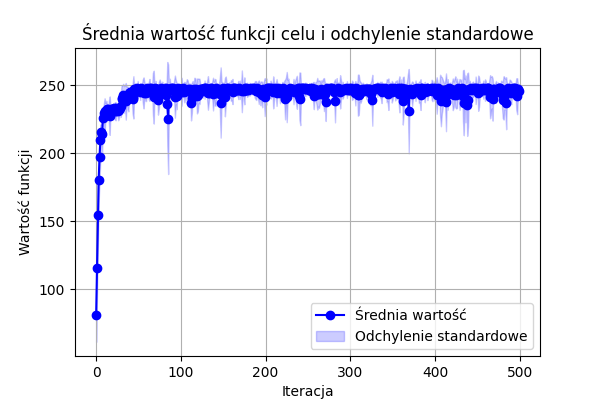 Średnia wartość funkcji celu i odchylenie standardowe
250
200
150
100
Wartość funkcji
Średnia wartość
Odchylenie standardowe
0 100 200 300 400 500
Iteracja